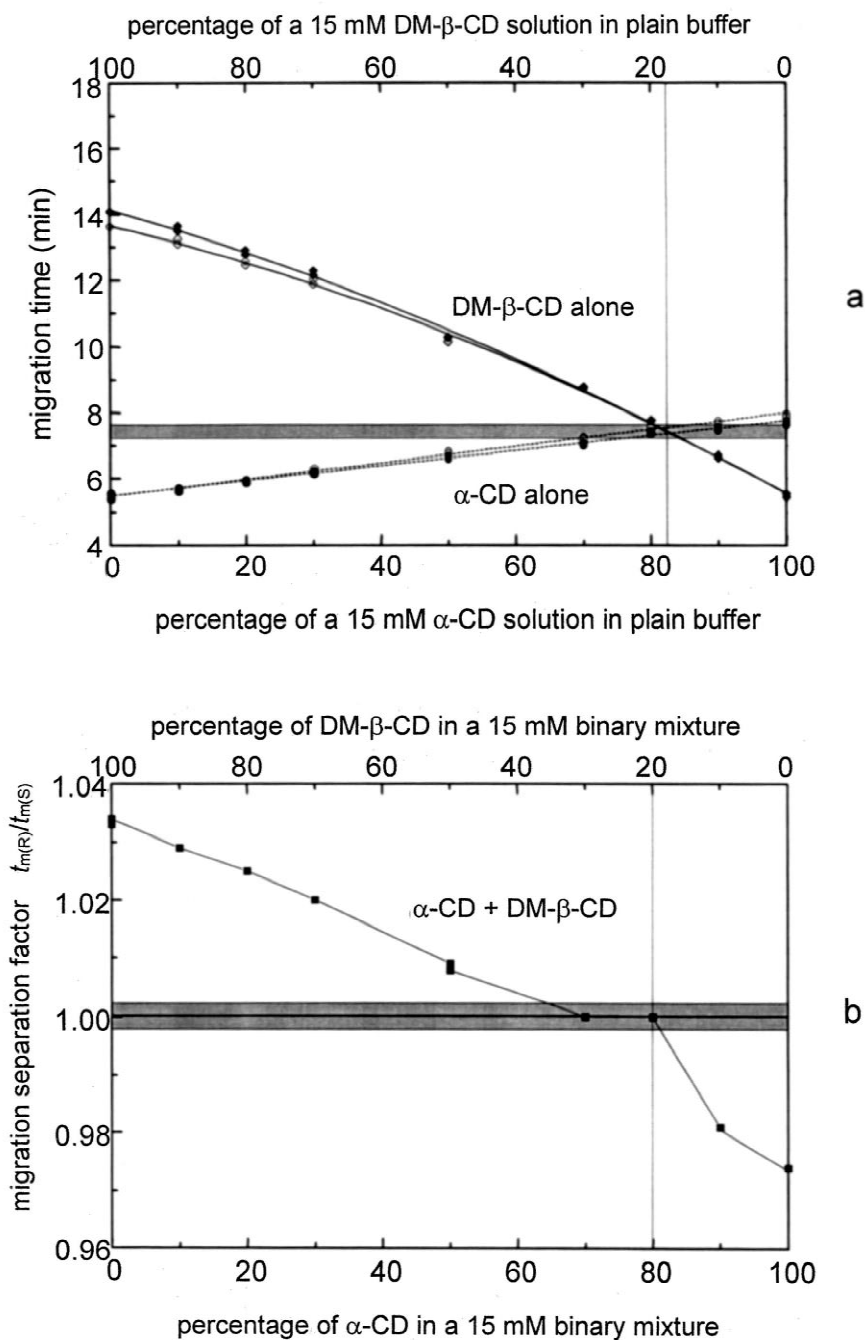 percentage of a 15 mM DM-β-CD solution in plain buffer
100 80 60 40 20 0
18
16
14
12
10
8
6
4
migration time (min)
DM-β-CD alone
α-CD alone
a
0 20 40 60 80 100
percentage of a 15 mM α-CD solution in plain buffer
percentage of DM-β-CD in a 15 mM binary mixture
100 80 60 40 20 0
1.04
1.02
1.00
0.98
0.96
migration separation factor tm(R)/tm(S)
α-CD + DM-β-CD
b
0 20 40 60 80 100
percentage of α-CD in a 15 mM binary mixture